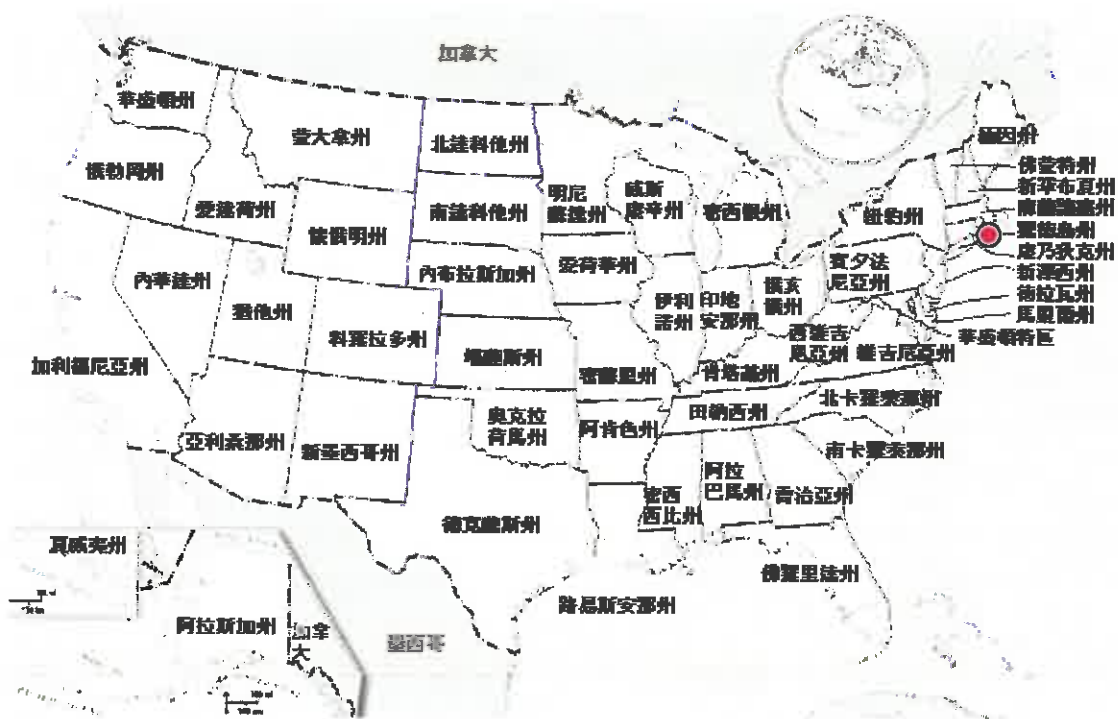 加拿大
華盛頓州
蒙大拿州
北達科他州
緬因州
俄勒岡州
明尼
蘇達州
威斯
康辛州
佛蒙特州
新罕布夏州
愛達荷州
南達科他州
密西根州
紐約州
懷俄明州
康乃狄克州
內華達州
內布拉斯加州
愛荷華州
賓夕法
尼亞州
新澤西州
猶他州
伊利
諾州
印地
安那州
俄亥
俄州
德拉瓦州
馬里蘭州
科羅拉多州
西維吉
尼亞州
維吉尼亞州
華盛頓特區
加利福尼亞州
堪薩斯州
密蘇里州
肯塔基州
亞利桑那州
新墨西哥州
奧克拉
荷馬州
阿肯色州
田納西州
南卡羅萊那州
密西
西比州
阿拉
巴馬州
喬治亞州
德克薩斯州
夏威夷州
佛羅里達州
路易斯安那州
阿拉斯加州
加拿
大
墨西哥